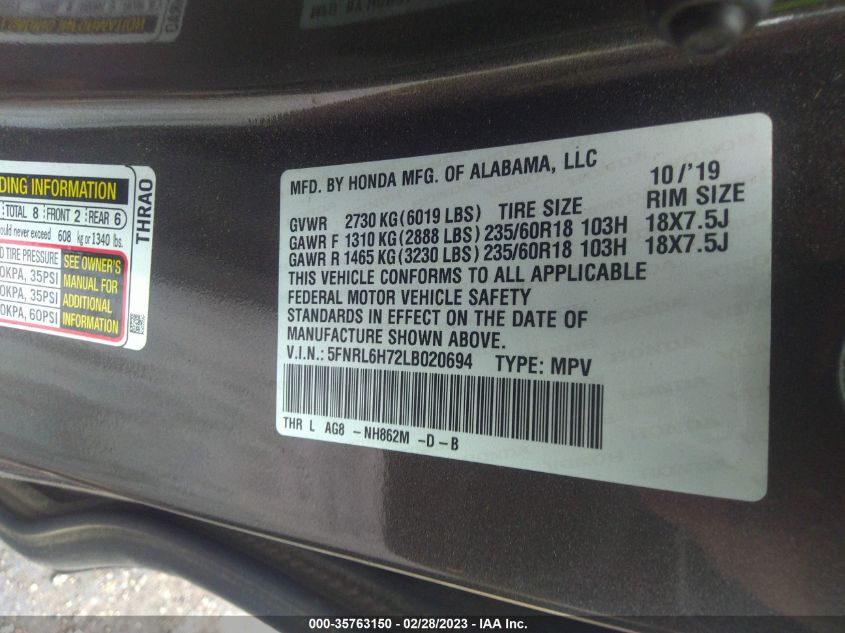 DING INFORMATION
TOTAL 8 FRONT 2 REAR 6
ould never exceed 608 kg or 1340 lbs.
D TIRE PRESSURE
0KPA, 35PSI
0KPA, 35PSI
0KPA, 60PSI
SEE OWNER'S
MANUAL FOR
ADDITIONAL
INFORMATION
THRAO
MFD. BY HONDA MFG. OF ALABAMA, LLC 10/'19
GVWR 2730 KG(6019 LBS) TIRE SIZE RIM SIZE
GAWR F 1310 KG(2888 LBS) 235/60R18 103H 18X7.5J
GAWR R 1465 KG(3230 LBS) 235/60R18 103H 18X7.5J
THIS VEHICLE CONFORMS TO ALL APPLICABLE
FEDERAL MOTOR VEHICLE SAFETY
STANDARDS IN EFFECT ON THE DATE OF
MANUFACTURE SHOWN ABOVE.
V.I.N.: 5FNRL6H72LB020694 TYPE: MPV
THR L AG8 -NH862M -D-B
000-35763150 - 02/28/2023 - IAA Inc.